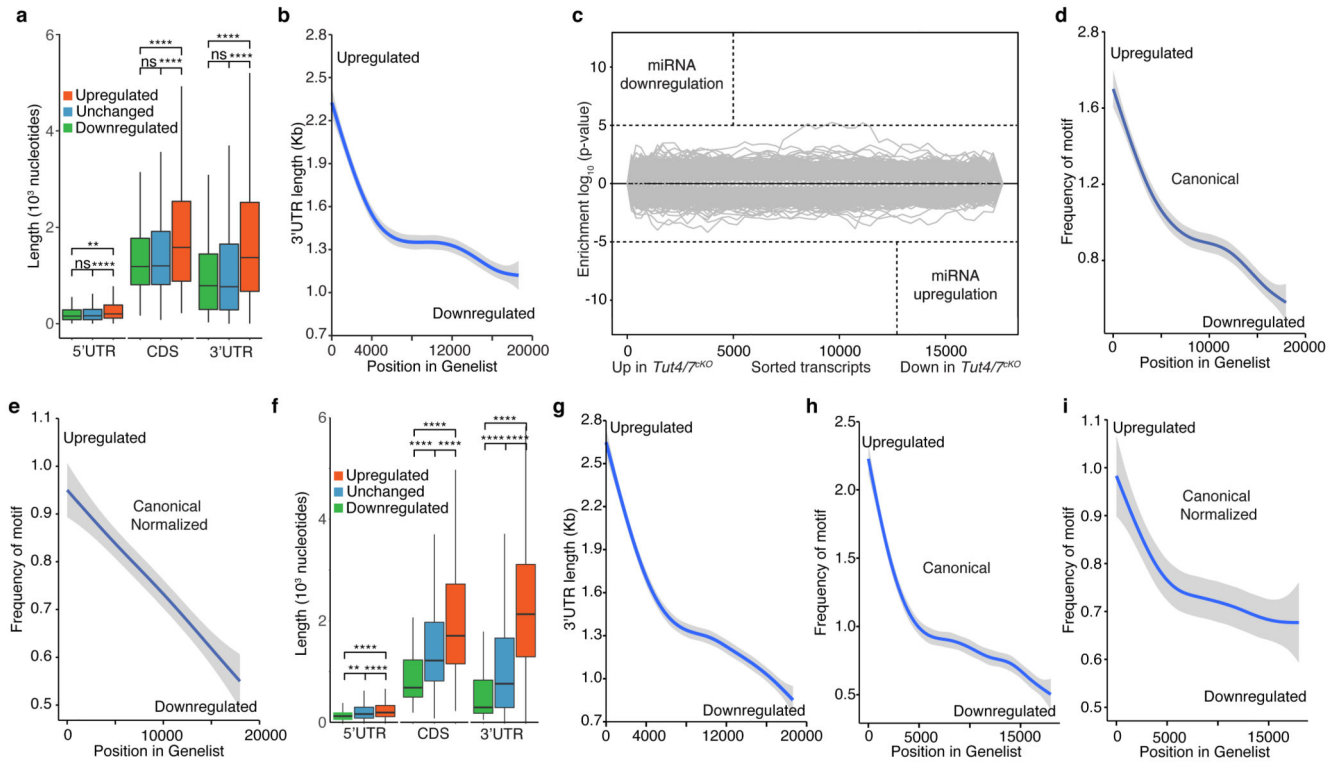 a
6
4
2
0
Length (10³ nucleotides)
Upregulated
Unchanged
Downregulated
**
ns ****
****
ns ****
****
ns ****
5'UTR
CDS
3'UTR
b
3'UTR length (Kb)
2.8
2.5
2.2
1.9
1.6
1.3
1.0
0.7
Upregulated
Downregulated
0
4000
12000
20000
Position in Genelist
c
Enrichment log₁₀ (p-value)
10
5
0
-5
-10
miRNA
downregulation
miRNA
upregulation
0
5000
10000
15000
Up in Tut4/7cKO
Sorted transcripts
Down in Tut4/7cKO
d
Frequency of motif
1.6
1.2
0.8
Upregulated
Canonical
Downregulated
0
10000
20000
Position in Genelist
e
Frequency of motif
1.1
1.0
0.9
0.8
0.7
0.6
0.5
Upregulated
Canonical
Normalized
Downregulated
0
10000
20000
Position in Genelist
f
Length (10³ nucleotides)
6
4
2
0
Upregulated
Unchanged
Downregulated
****
** ****
****
**** ****
****
**** ****
5'UTR
CDS
3'UTR
g
3'UTR length (Kb)
2.8
2.5
2.2
1.9
1.6
1.3
1.0
0.7
Upregulated
Downregulated
0
4000
12000
20000
Position in Genelist
h
Frequency of motif
2.5
2.0
1.5
1.0
0.5
Upregulated
Canonical
Downregulated
0
5000
15000
Position in Genelist
i
Frequency of motif
1.1
1.0
0.9
0.8
0.7
0.6
0.5
Upregulated
Canonical
Normalized
Downregulated
0
5000
15000
Position in Genelist